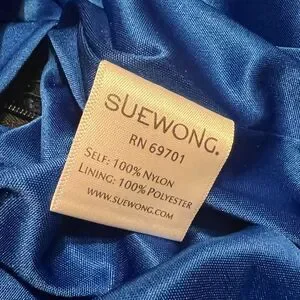 SUEWONG.
RN 69701
SELF: 100% NYLON
LINING: 100% POLYESTER
WWW.SUEWONG.COM